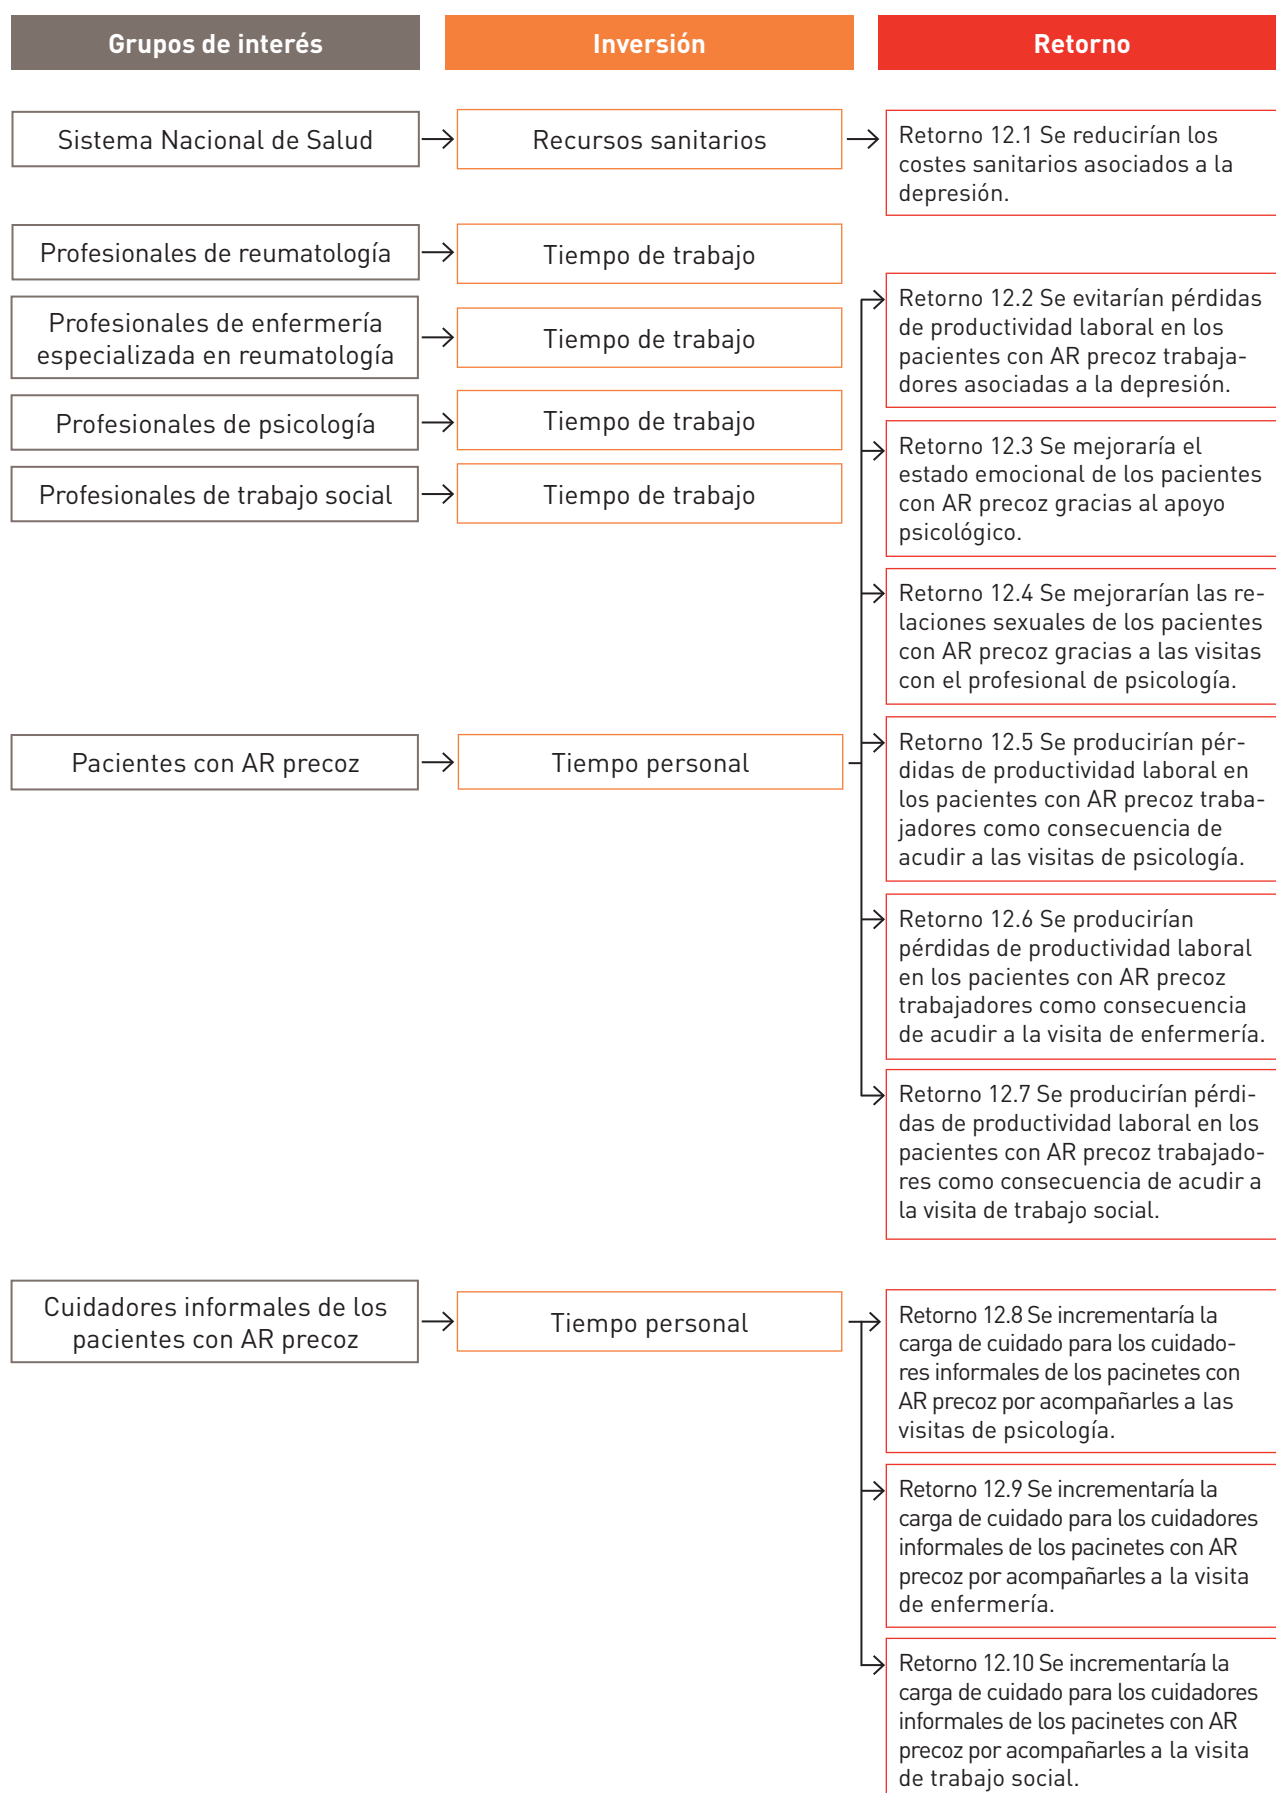 Grupos de interés
Inversión
Retorno
Sistema Nacional de Salud
Recursos sanitarios
Retorno 12.1 Se reducirían los
costes sanitarios asociados a la
depresión.
Profesionales de reumatología
Tiempo de trabajo
Profesionales de enfermería
especializada en reumatología
Tiempo de trabajo
Profesionales de psicología
Tiempo de trabajo
Profesionales de trabajo social
Tiempo de trabajo
Retorno 12.2 Se evitarían pérdidas
de productividad laboral en los
pacientes con AR precoz trabaja-
dores asociadas a la depresión.
Retorno 12.3 Se mejoraría el
estado emocional de los pacientes
con AR precoz gracias al apoyo
psicológico.
Retorno 12.4 Se mejorarían las re-
laciones sexuales de los pacientes
con AR precoz gracias a las visitas
con el profesional de psicología.
Pacientes con AR precoz
Tiempo personal
Retorno 12.5 Se producirían pér-
didas de productividad laboral en
los pacientes con AR precoz traba-
jadores como consecuencia de
acudir a las visitas de psicología.
Retorno 12.6 Se producirían
pérdidas de productividad laboral
en los pacientes con AR precoz
trabajadores como consecuencia
de acudir a la visita de enfermería.
Retorno 12.7 Se producirían pérdi-
das de productividad laboral en los
pacientes con AR precoz trabajado-
res como consecuencia de acudir a
la visita de trabajo social.
Cuidadores informales de los
pacientes con AR precoz
Tiempo personal
Retorno 12.8 Se incrementaría la
carga de cuidado para los cuidado-
res informales de los pacinetes con
AR precoz por acompañarles a las
visitas de psicología.
Retorno 12.9 Se incrementaría la
carga de cuidado para los cuidadores
informales de los pacinetes con AR
precoz por acompañarles a la visita
de enfermería.
Retorno 12.10 Se incrementaría la
carga de cuidado para los cuidadores
informales de los pacinetes con AR
precoz por acompañarles a la visita
de trabajo social.